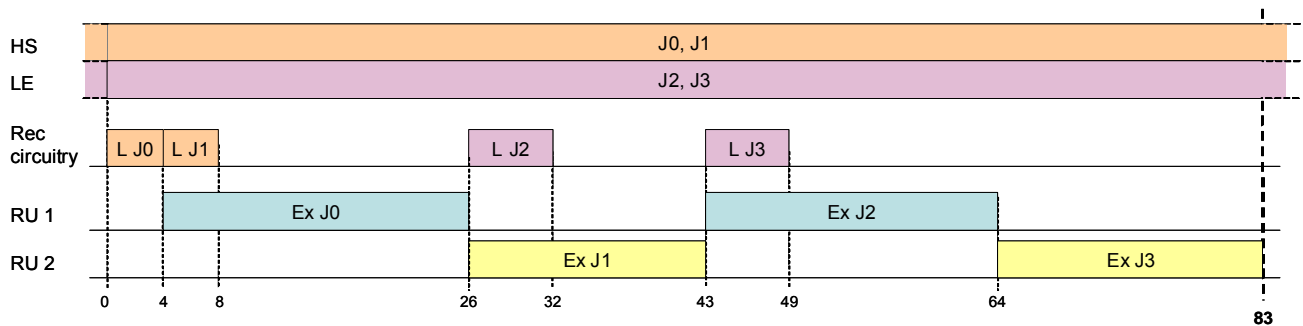 HS
J0, J1
LE
J2, J3
Rec
circuitry
L J0
L J1
L J2
L J3
RU 1
Ex J0
Ex J2
RU 2
Ex J1
Ex J3
0
4
8
26
32
43
49
64
83